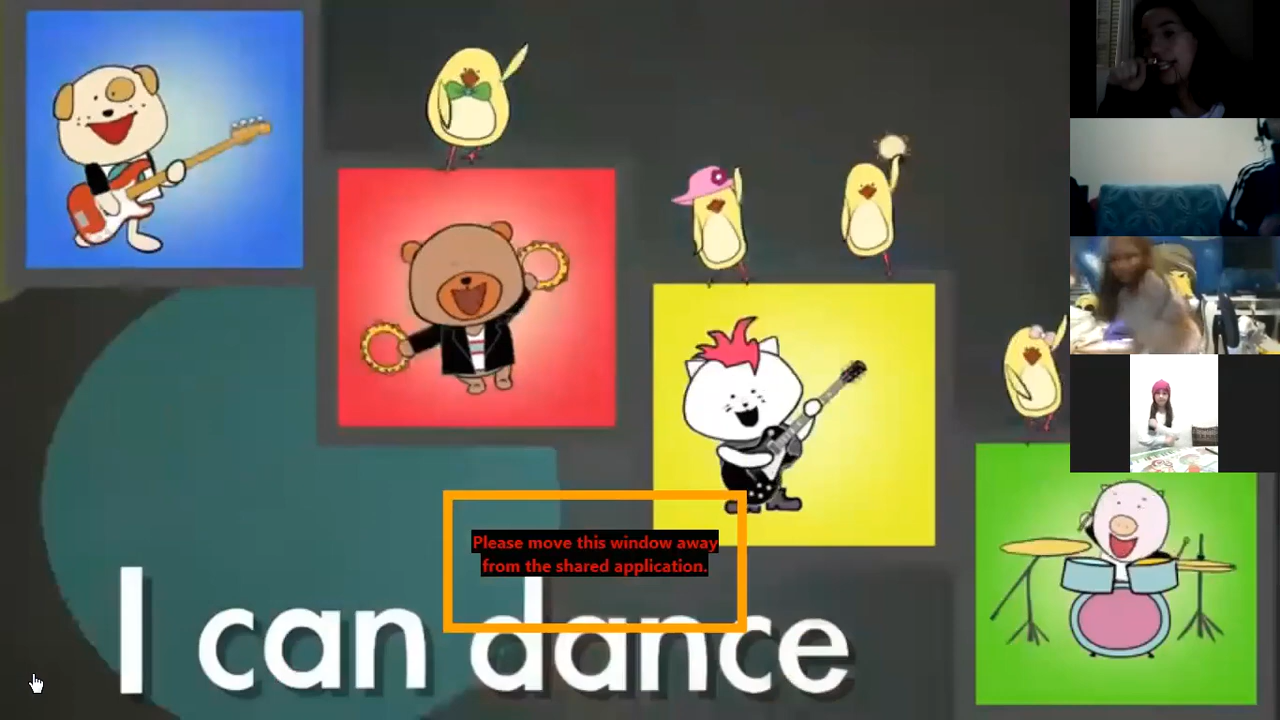 Please move this window away
from the shared application.
I can dance